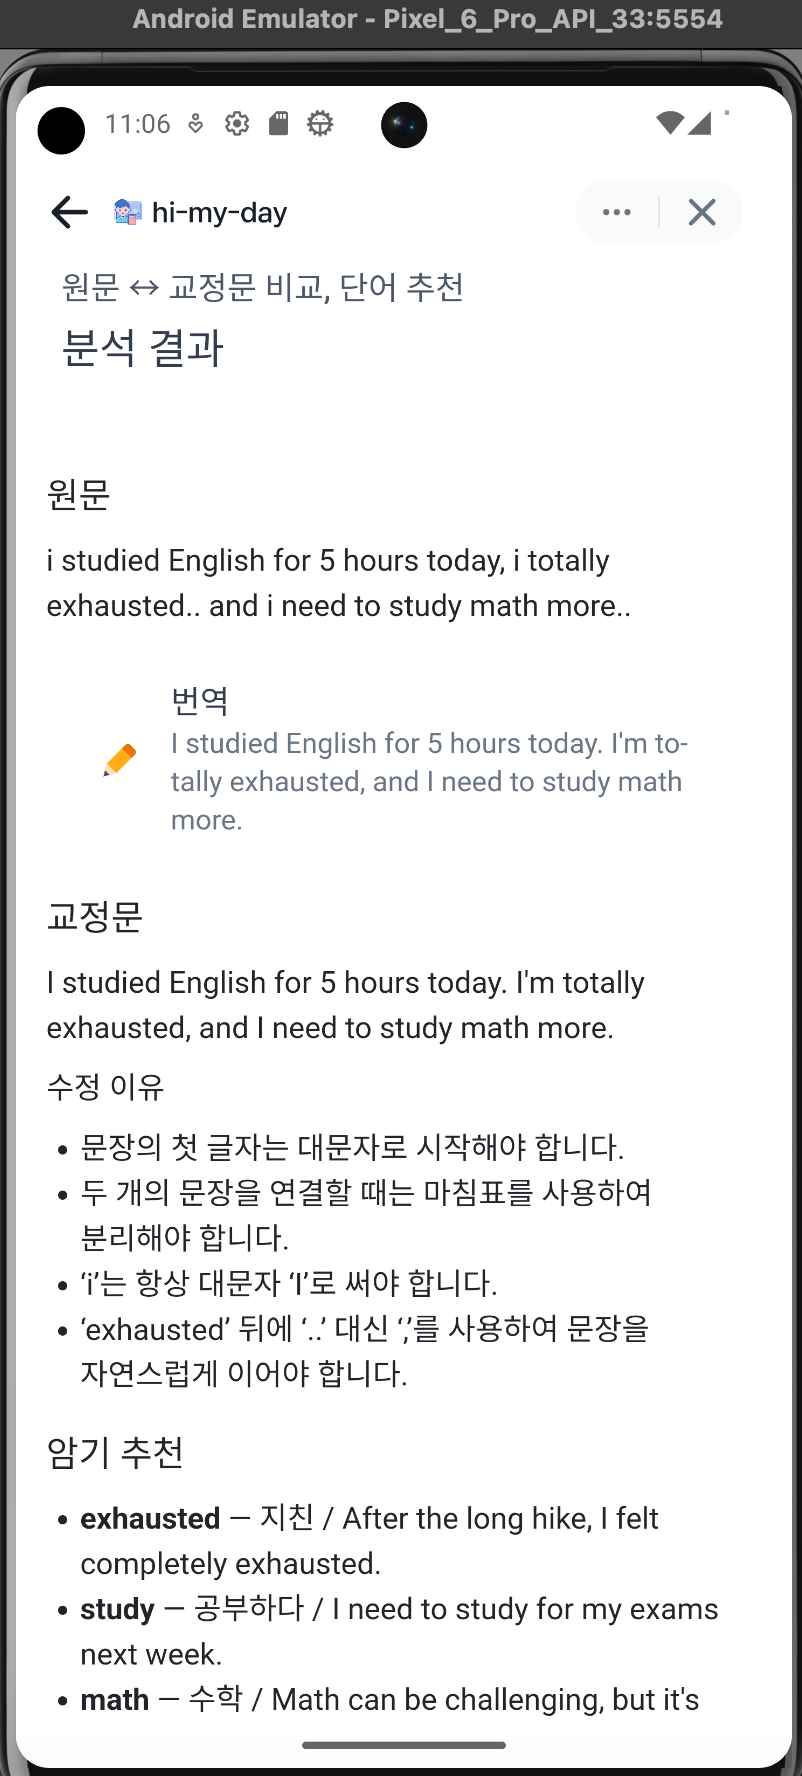 Android Emulator - Pixel_6_Pro_API_33:5554
11:06
hi-my-day
원문 ↔ 교정문 비교, 단어 추천
분석 결과
원문
i studied English for 5 hours today, i totally
exhausted.. and i need to study math more..
번역
I studied English for 5 hours today. I'm to-
tally exhausted, and I need to study math
more.
교정문
I studied English for 5 hours today. I'm totally
exhausted, and I need to study math more.
수정 이유
• 문장의 첫 글자는 대문자로 시작해야 합니다.
• 두 개의 문장을 연결할 때는 마침표를 사용하여
분리해야 합니다.
• ‘i’는 항상 대문자 ‘I’로 써야 합니다.
• ‘exhausted’ 뒤에 ‘..’ 대신 ‘,’를 사용하여 문장을
자연스럽게 이어야 합니다.
암기 추천
• exhausted — 지친 / After the long hike, I felt
completely exhausted.
• study — 공부하다 / I need to study for my exams
next week.
• math — 수학 / Math can be challenging, but it's